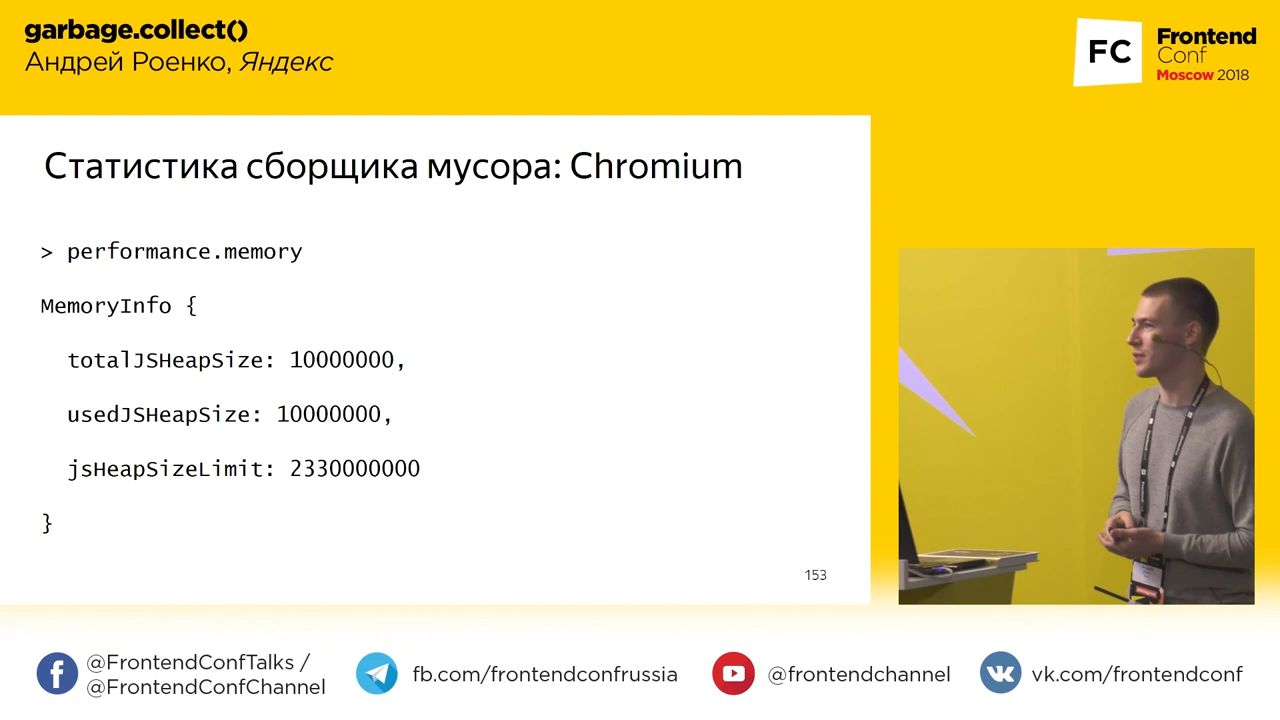 garbage.collect()
Андрей Роенко, Яндекс
FC
Frontend
Conf
Moscow 2018
Статистика сборщика мусора: Chromium
> performance.memory
MemoryInfo {
totalJSHeapSize: 10000000,
usedJSHeapSize: 10000000,
jsHeapSizeLimit: 2330000000
}
153
@FrontendConfTalks /
@FrontendConfChannel
fb.com/frontendconfrussia
@frontendchannel
vk.com/frontendconf